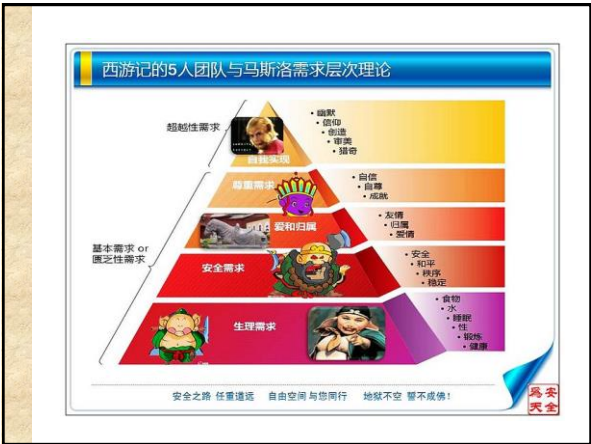 西游记的5人团队与马斯洛需求层次理论
超越性需求
自我实现
• 幽默
• 信仰
• 创造
• 审美
• 猎奇
尊重需求
• 自信
• 自尊
• 成就
爱和归属
• 友情
• 归属
• 爱情
基本需求 or
匮乏性需求
安全需求
• 安全
• 和平
• 秩序
• 稳定
生理需求
• 食物
• 水
• 睡眠
• 性
• 锻炼
• 健康
安全之路 任重道远 自由空间与您同行 地狱不空 誓不成佛!
為安
天全